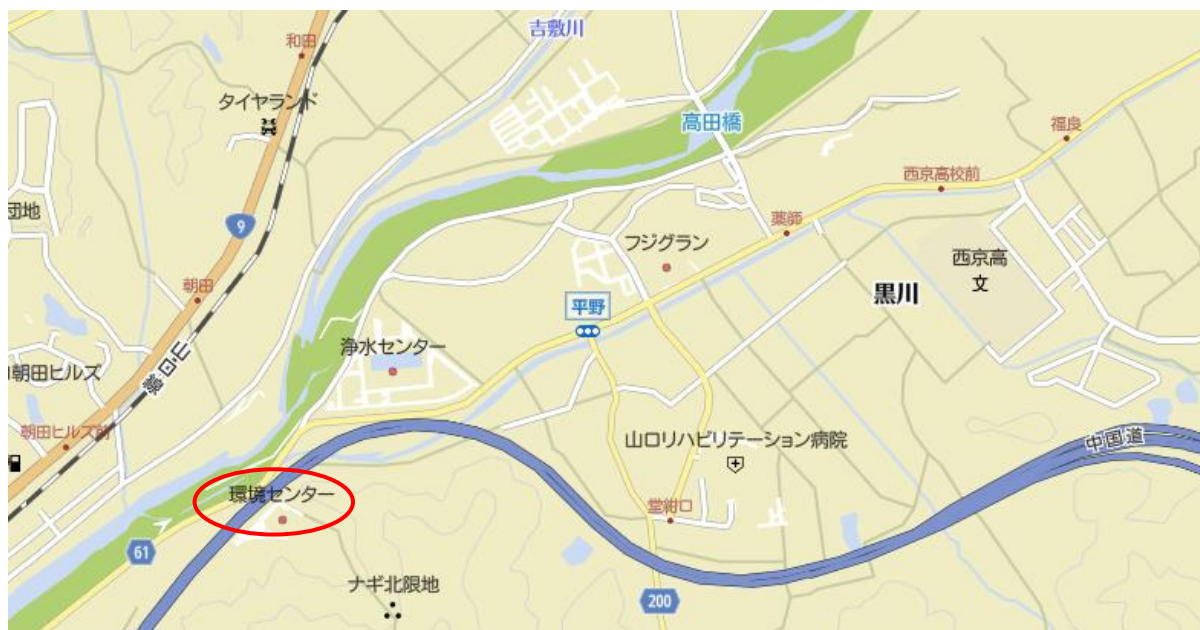 吉敷川
和田
タイヤランド
高田橋
福良
西京高校前
団地
9
薬師
フジグラン
西京高
文
朝田
黒川
平野
浄水センター
山口線
朝田ヒルズ
朝田ヒルズ前
山口リハビリテーション病院
中国道
環境センター
堂紺口
61
ナギ北限地
200